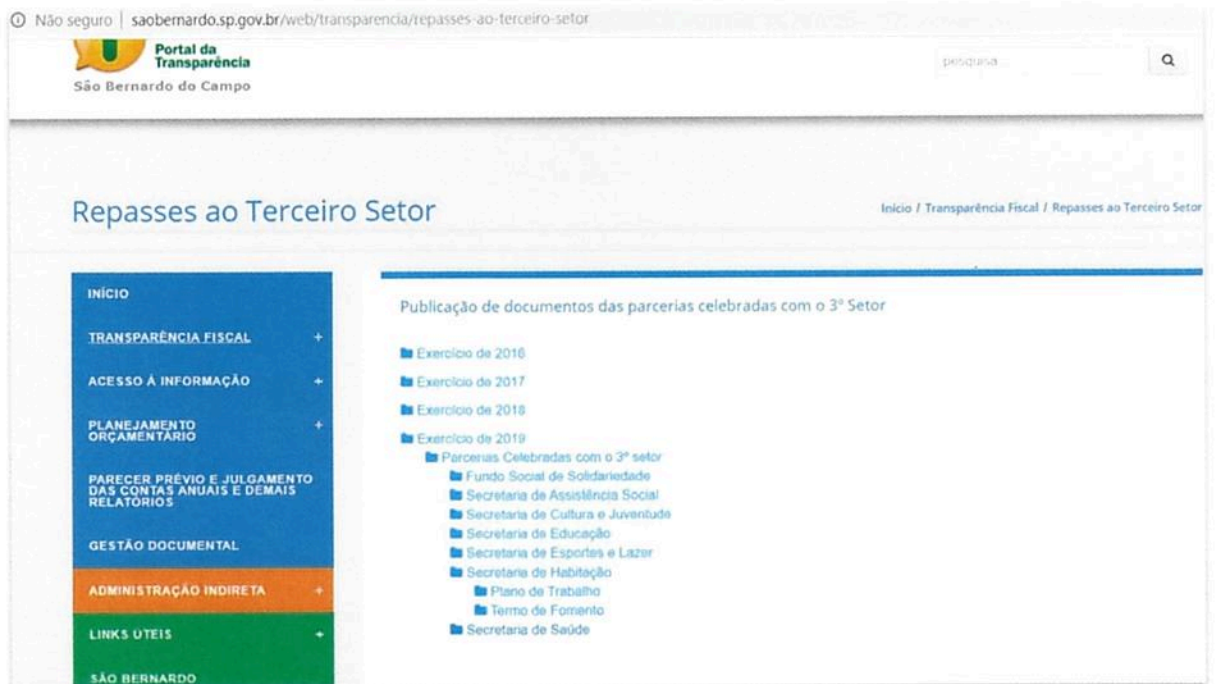 Não seguro | saobernardo.sp.gov.br/web/transparencia/repasses-ao-terceiro-setor
Portal da
Transparência
São Bernardo do Campo
pesquisa...
Repasses ao Terceiro Setor
Início / Transparência Fiscal / Repasses ao Terceiro Setor
INÍCIO
TRANSPARÊNCIA FISCAL +
ACESSO À INFORMAÇÃO +
PLANEJAMENTO +
ORÇAMENTÁRIO
PARECER PRÉVIO E JULGAMENTO
DAS CONTAS ANUAIS E DEMAIS
RELATÓRIOS
GESTÃO DOCUMENTAL
ADMINISTRAÇÃO INDIRETA +
LINKS ÚTEIS +
SÃO BERNARDO
Publicação de documentos das parcerias celebradas com o 3º Setor
Exercício de 2016
Exercício de 2017
Exercício de 2018
Exercício de 2019
Parcerias Celebradas com o 3º setor
Fundo Social de Solidariedade
Secretaria de Assistência Social
Secretaria de Cultura e Juventude
Secretaria de Educação
Secretaria de Esportes e Lazer
Secretaria de Habitação
Plano de Trabalho
Termo de Fomento
Secretaria de Saúde